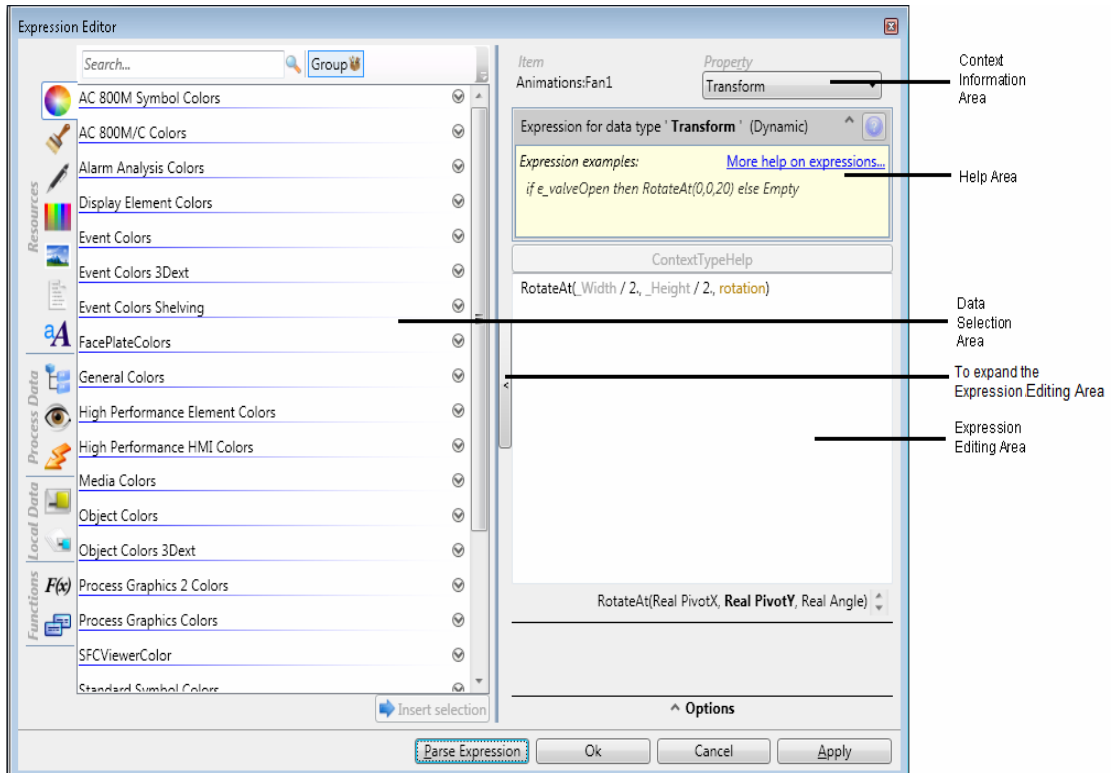 Expression Editor
Search...
Group
Resources
Process Data
Local Data
Functions
aA
F(x)
AC 800M Symbol Colors
AC 800M/C Colors
Alarm Analysis Colors
Display Element Colors
Event Colors
Event Colors 3Dext
Event Colors Shelving
FacePlateColors
General Colors
High Performance Element Colors
High Performance HMI Colors
Media Colors
Object Colors
Object Colors 3Dext
Process Graphics 2 Colors
Process Graphics Colors
SFCViewerColor
Standard Symbol Colors
Insert selection
<
Item
Property
Animations:Fan1
Transform
Expression for data type ' Transform ' (Dynamic)
?
Expression examples:
More help on expressions...
if e_valveOpen then RotateAt(0,0,20) else Empty
ContextTypeHelp
RotateAt(_Width / 2., _Height / 2., rotation)
RotateAt(Real PivotX, Real PivotY, Real Angle)
^ Options
Parse Expression
Ok
Cancel
Apply
Context
Information
Area
Help Area
Data
Selection
Area
To expand the
Expression Editing Area
Expression
Editing Area